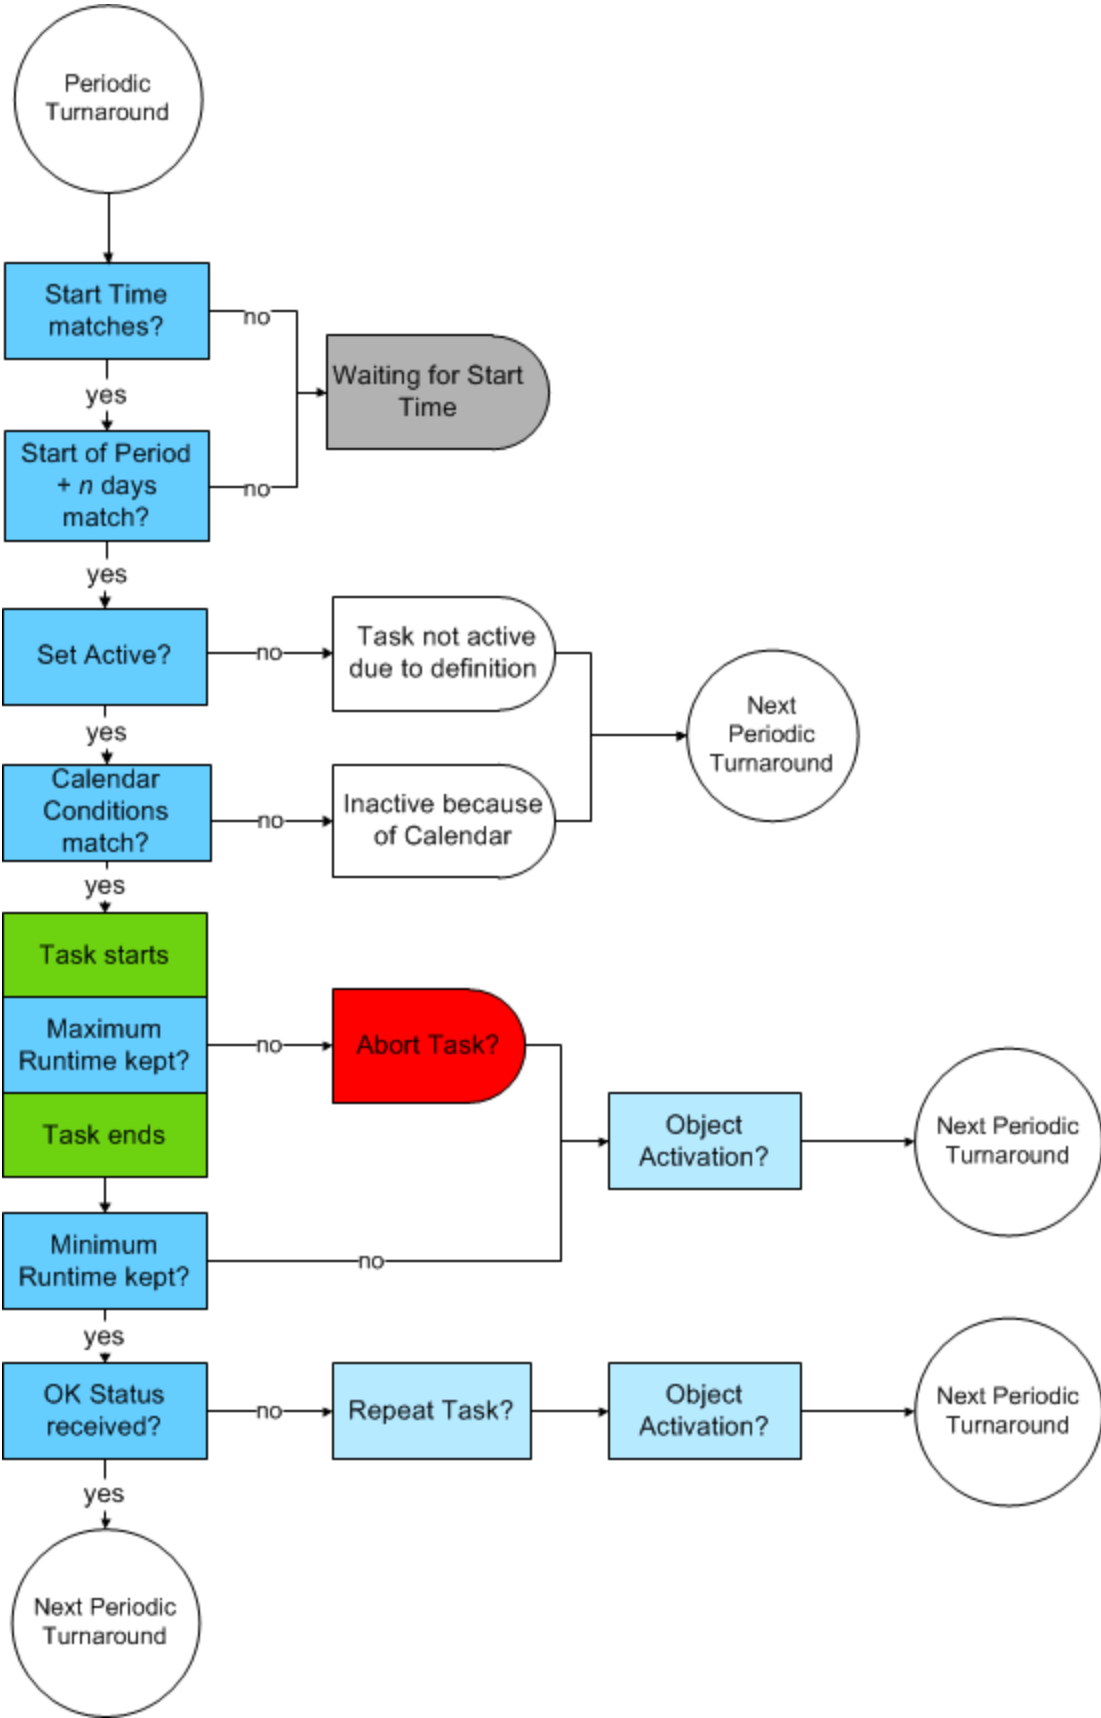 Periodic
Turnaround
Start Time
matches?
no
Waiting for Start
Time
yes
Start of Period
+ n days
match?
no
yes
Set Active?
no
Task not active
due to definition
Next
Periodic
Turnaround
yes
Calendar
Conditions
match?
no
Inactive because
of Calendar
yes
Task starts
Maximum
Runtime kept?
no
Abort Task?
Task ends
Object
Activation?
Next Periodic
Turnaround
Minimum
Runtime kept?
no
yes
OK Status
received?
no
Repeat Task?
Object
Activation?
Next Periodic
Turnaround
yes
Next Periodic
Turnaround